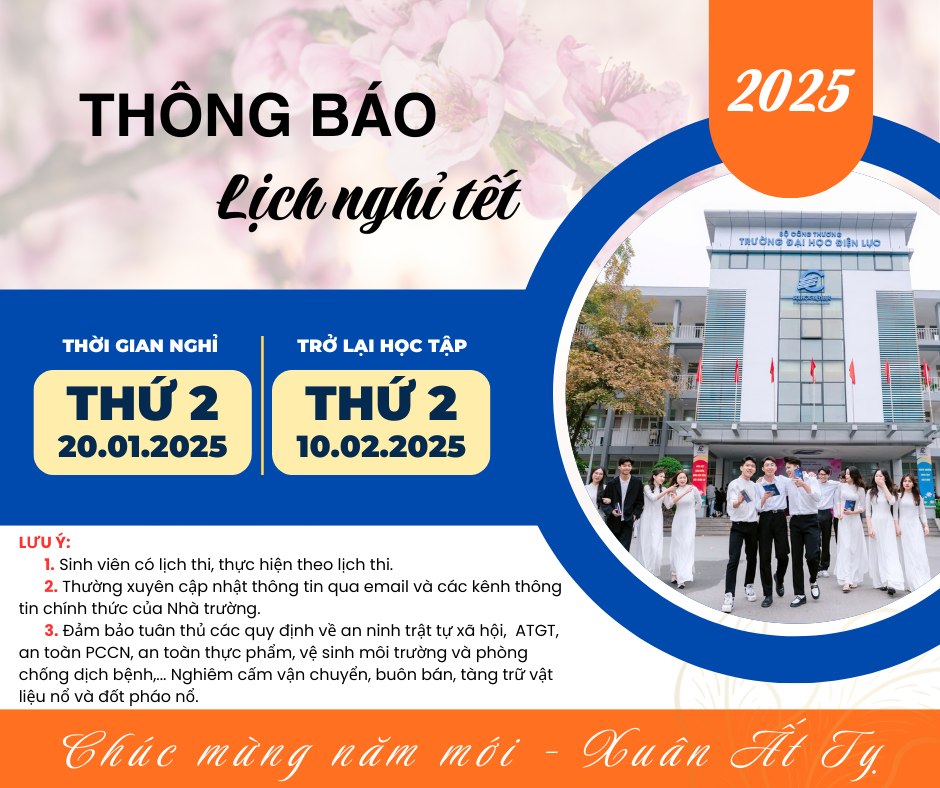 2025
THÔNG BÁO
Lịch nghỉ tết
BỘ CÔNG THƯƠNG
TRƯỜNG ĐẠI HỌC ĐIỆN LỰC
THỜI GIAN NGHỈ
THỨ 2
20.01.2025
TRỞ LẠI HỌC TẬP
THỨ 2
10.02.2025
LƯU Ý:
1. Sinh viên có lịch thi, thực hiện theo lịch thi.
2. Thường xuyên cập nhật thông tin qua email và các kênh thông
tin chính thức của Nhà trường.
3. Đảm bảo tuân thủ các quy định về an ninh trật tự xã hội, ATGT,
an toàn PCCN, an toàn thực phẩm, vệ sinh môi trường và phòng
chống dịch bệnh,... Nghiêm cấm vận chuyển, buôn bán, tàng trữ vật
liệu nổ và đốt pháo nổ.
Chúc mừng năm mới - Xuân Ất Tỵ